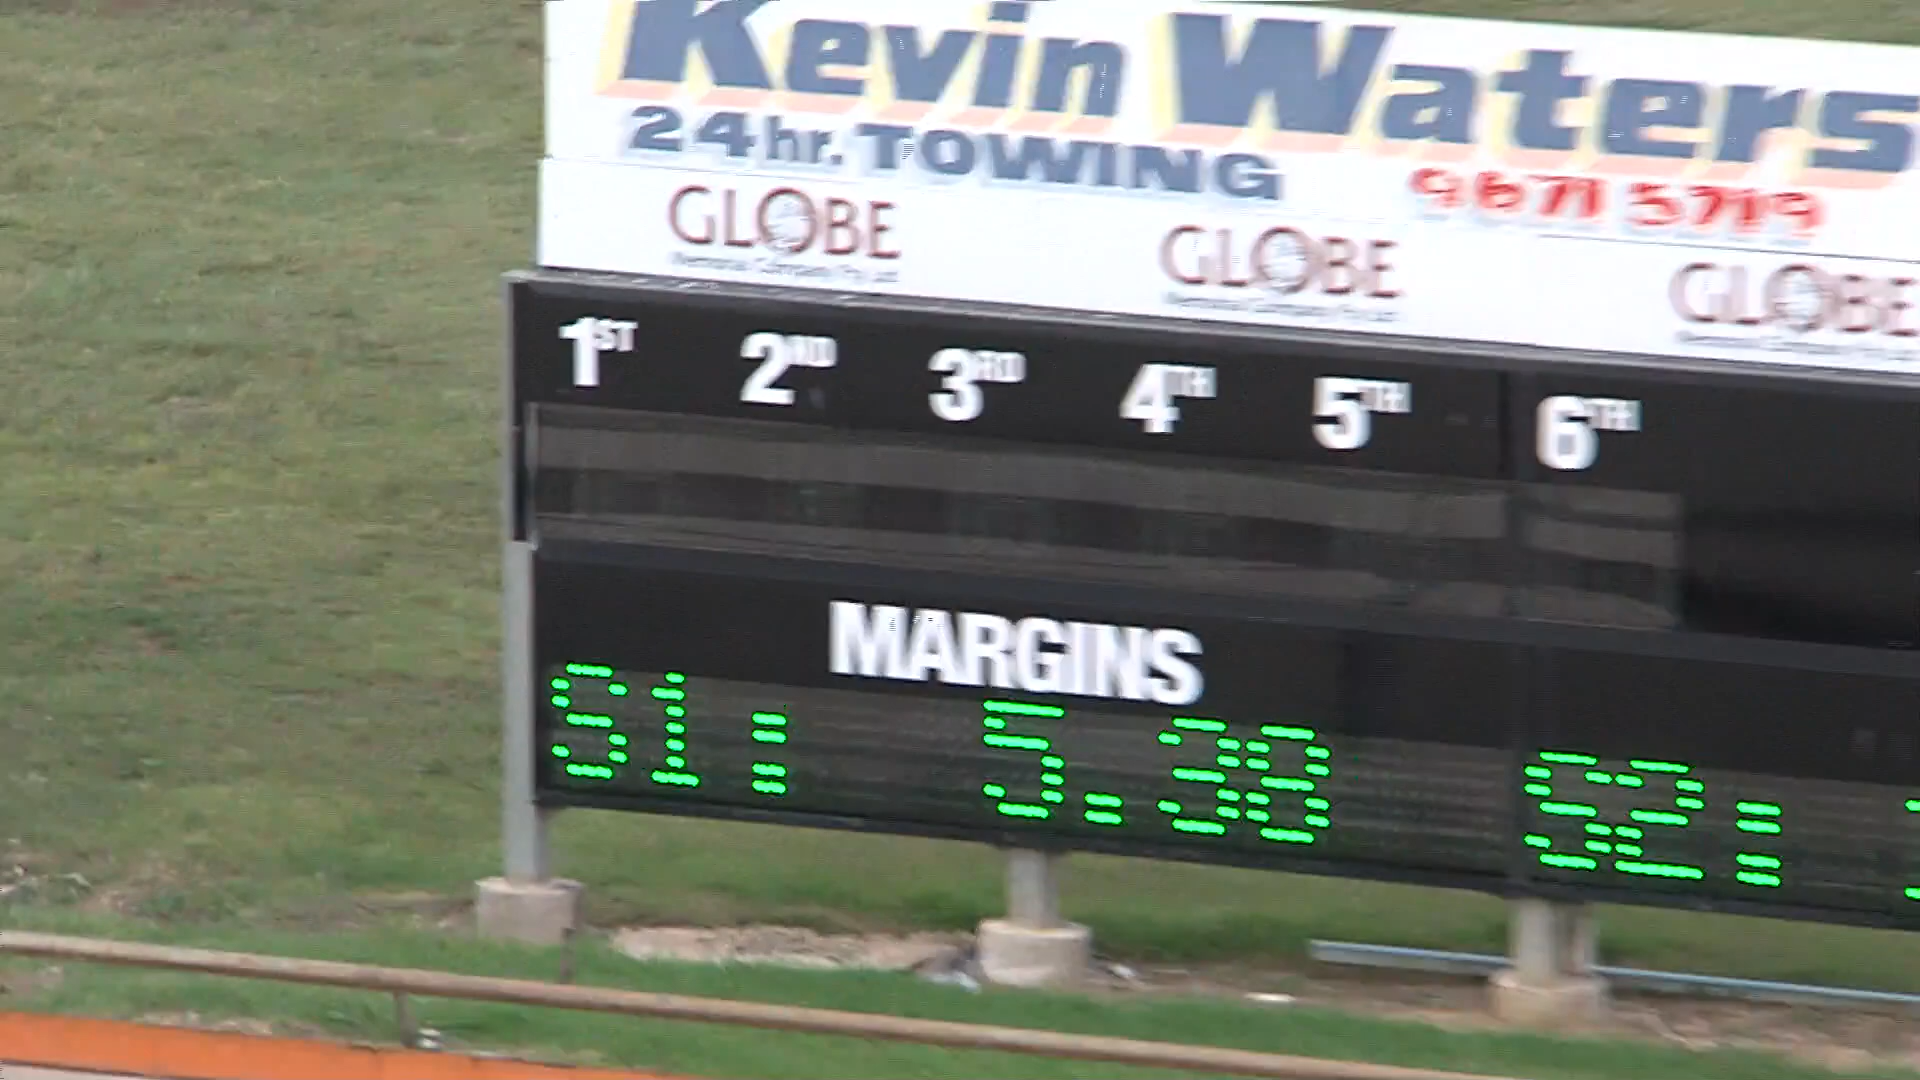 Kevin Waters
24hr. TOWING
9671 5719
GLOBE GLOBE GLOBE
1ST 2ND 3RD 4TH 5TH 6TH
MARGINS
S1: 5.38 S2: